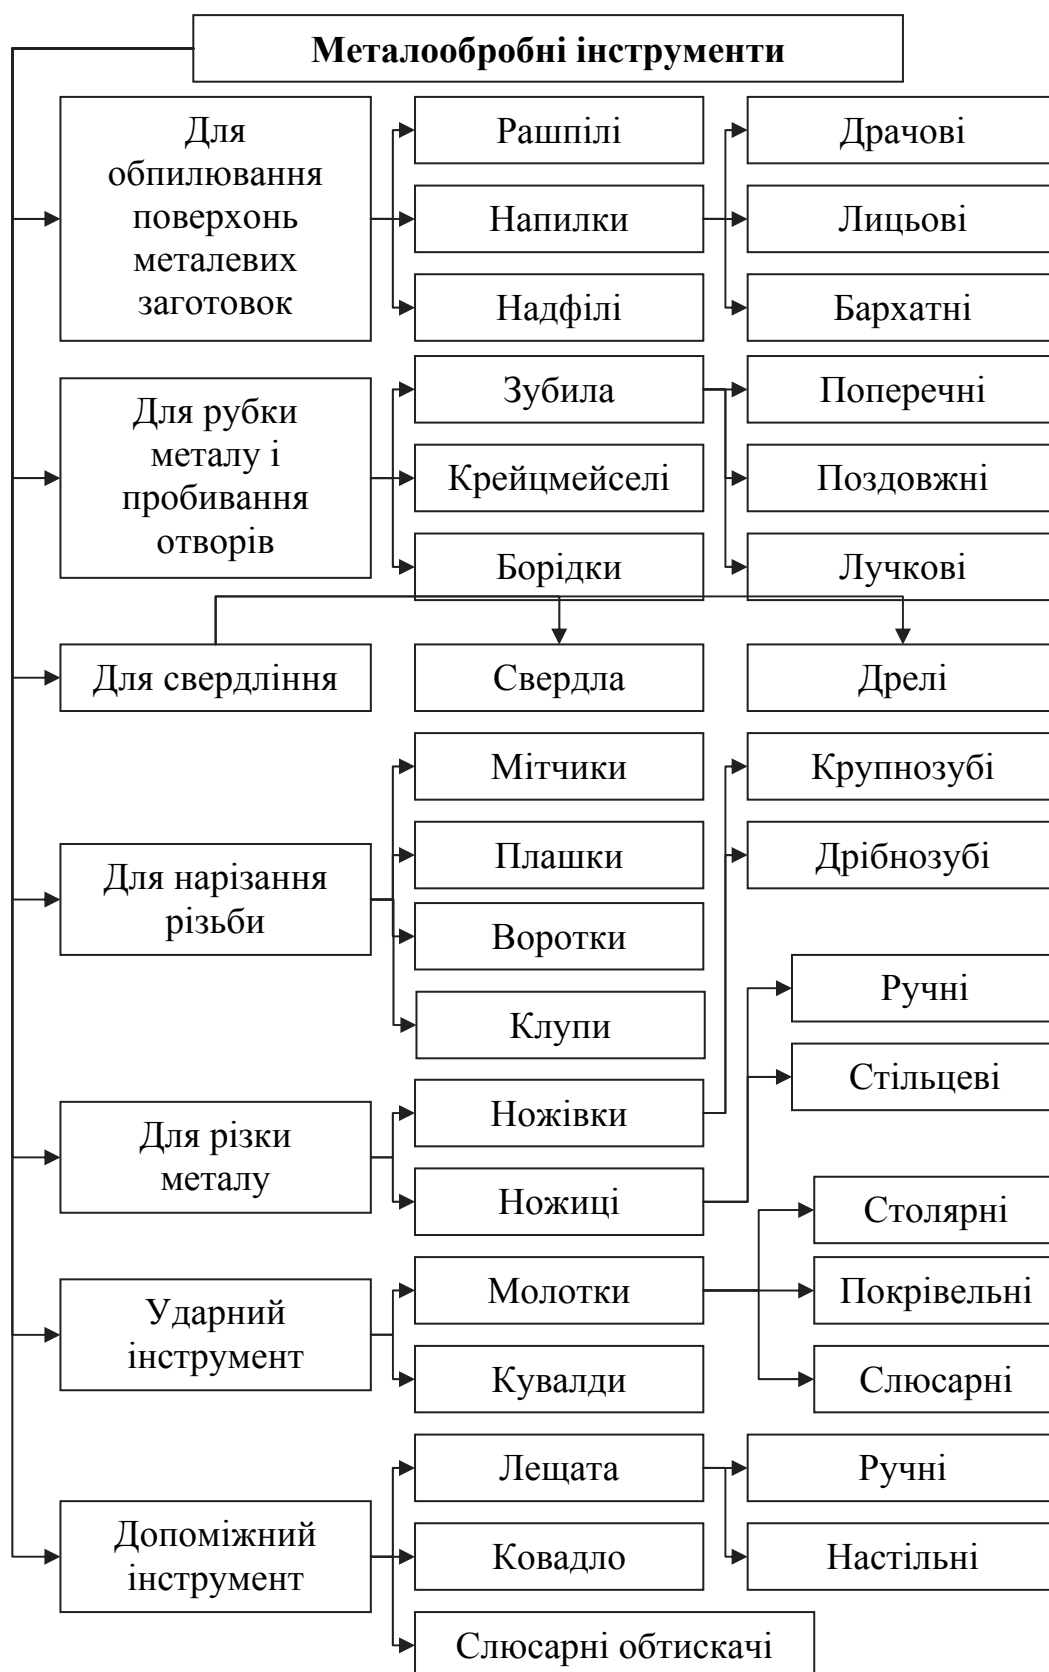 Металообробні інструменти
Для
обпилювання
поверхонь
металевих
заготовок
Рашпілі
Напилки
Надфілі
Драчові
Лицьові
Бархатні
Для рубки
металу і
пробивання
отворів
Зубила
Крейцмейселі
Борідки
Поперечні
Поздовжні
Лучкові
Для свердління
Свердла
Дрелі
Для нарізання
різьби
Мітчики
Плашки
Воротки
Клупи
Для різки
металу
Ножівки
Ножиці
Крупнозубі
Дрібнозубі
Ручні
Стільцеві
Ударний
інструмент
Молотки
Кувалди
Столярні
Покрівельні
Слюсарні
Допоміжний
інструмент
Лещата
Ковадло
Слюсарні обтискачі
Ручні
Настільні